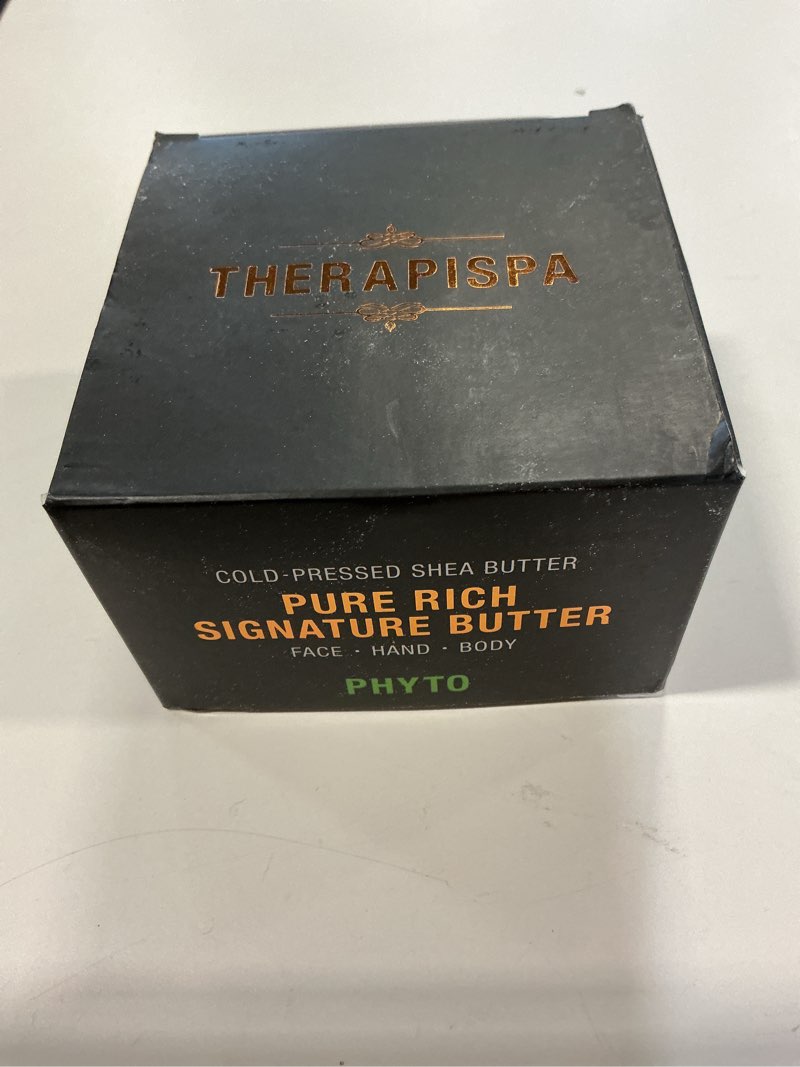 THERAPISPA
COLD-PRESSED SHEA BUTTER
PURE RICH
SIGNATURE BUTTER
FACE · HAND · BODY
PHYTO